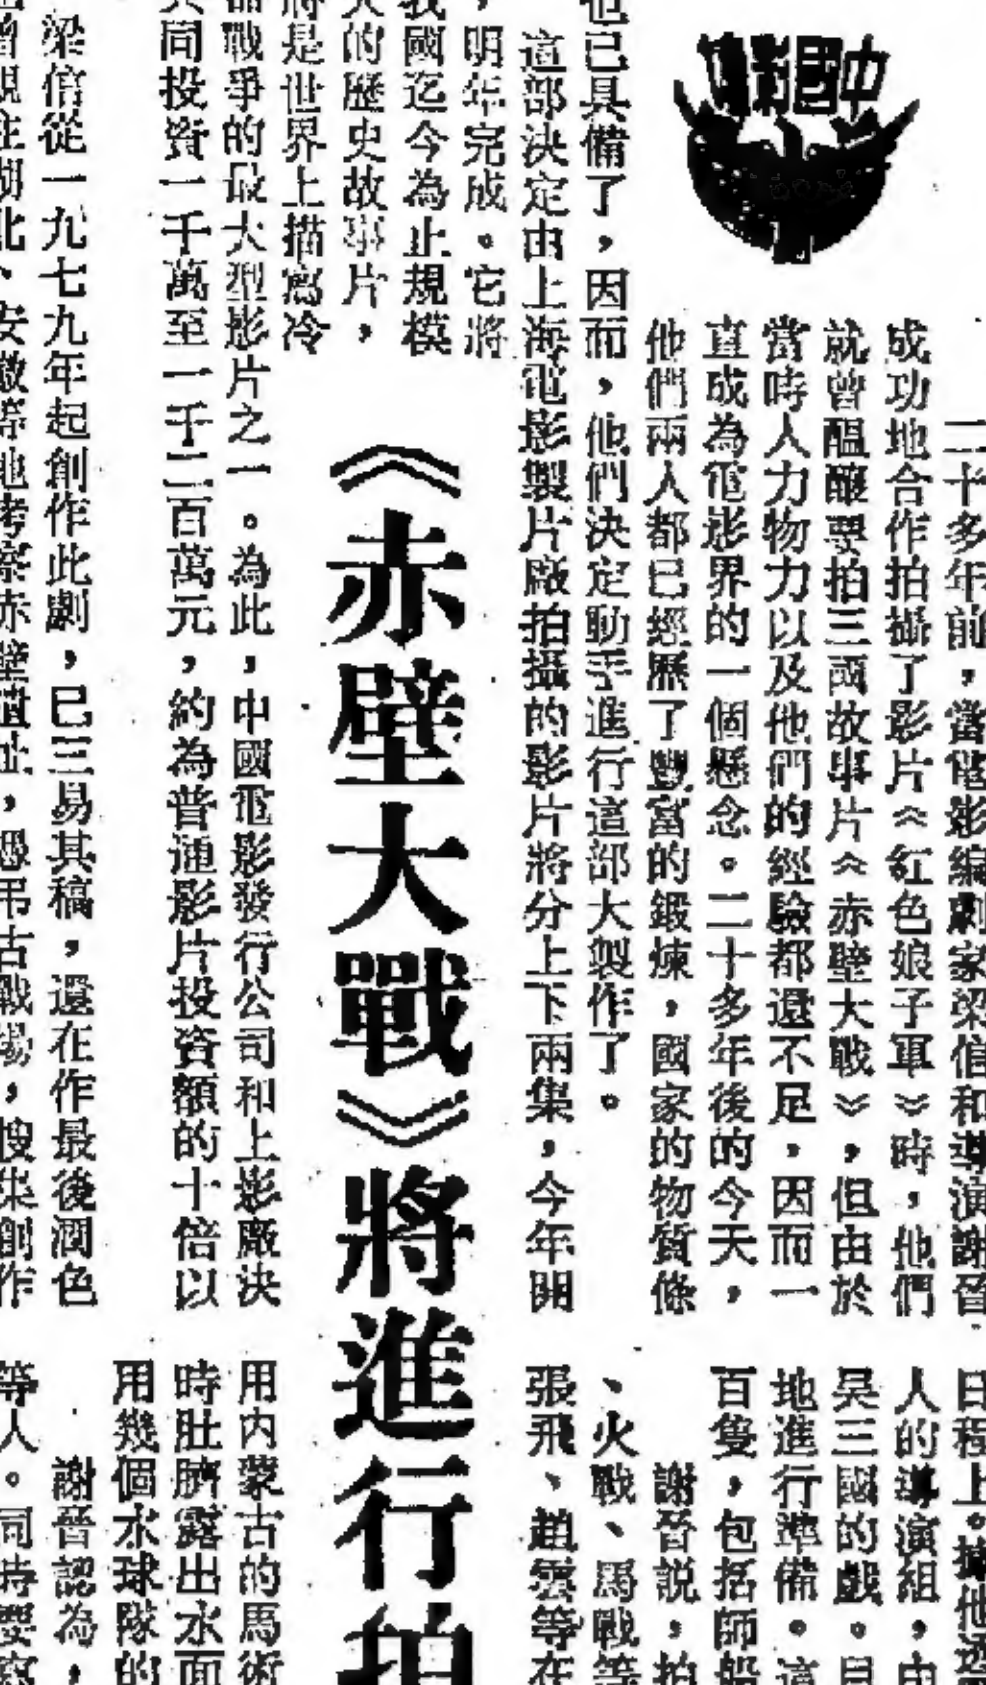 中國影
《赤壁大戰》將進行拍
二十多年前，當電影編劇家梁信和導演謝晉
成功地合作拍攝了影片《紅色娘子軍》時，他們
就曾醞釀要拍三國故事片《赤壁大戰》，但由於
當時人力物力以及他們的經驗都還不足，因而一
直成為電影界的一個懸念。二十多年後的今天，
他們兩人都已經歷了豐富的鍛煉，國家的物質條
也已具備了，因而，他們決定動手進行這部大製作了。
這部決定由上海電影製片廠拍攝的影片將分上下兩集，今年開
，明年完成。它將
我國迄今為止規模
大的歷史故事片，
將是世界上描寫冷
器戰爭的最大型影片之一。為此，中國電影發行公司和上影廠決
共同投資一千萬至一千二百萬元，約為普通影片投資額的十倍以
梁信從一九七九年起創作此劇，已三易其稿，還在作最後潤色
曾親往湖北、安徽等地考察赤壁遺址，憑弔古戰場，搜集創作
日程上。據他透
人的導演組，由
吳三國的戲。目
地進行準備。這
百隻，包括師船
謝晉説，拍
、火戰、馬戰等
張飛、趙雲等在
用內蒙古的馬術
時肚臍露出水面
用幾個水球隊的
謝晉認為，
等人。同時要